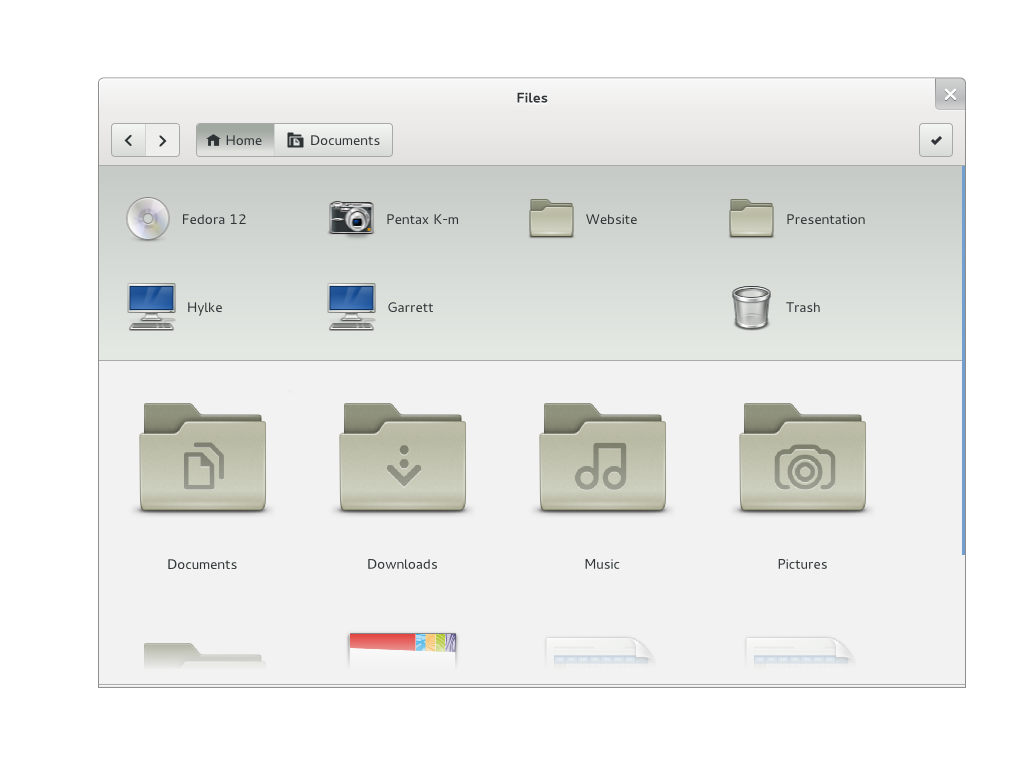 Files
Home Documents
Fedora 12 Pentax K-m Website Presentation
Hylke Garrett Trash
Documents Downloads Music Pictures